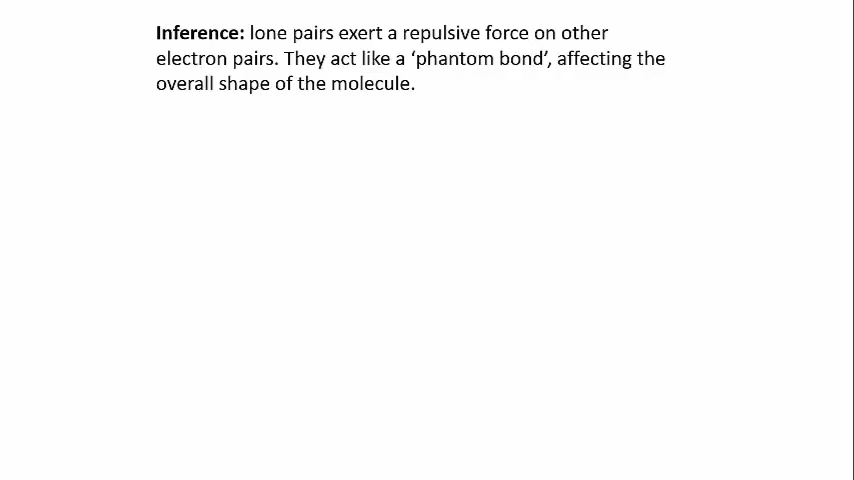 Inference: lone pairs exert a repulsive force on other
electron pairs. They act like a ‘phantom bond’, affecting the
overall shape of the molecule.